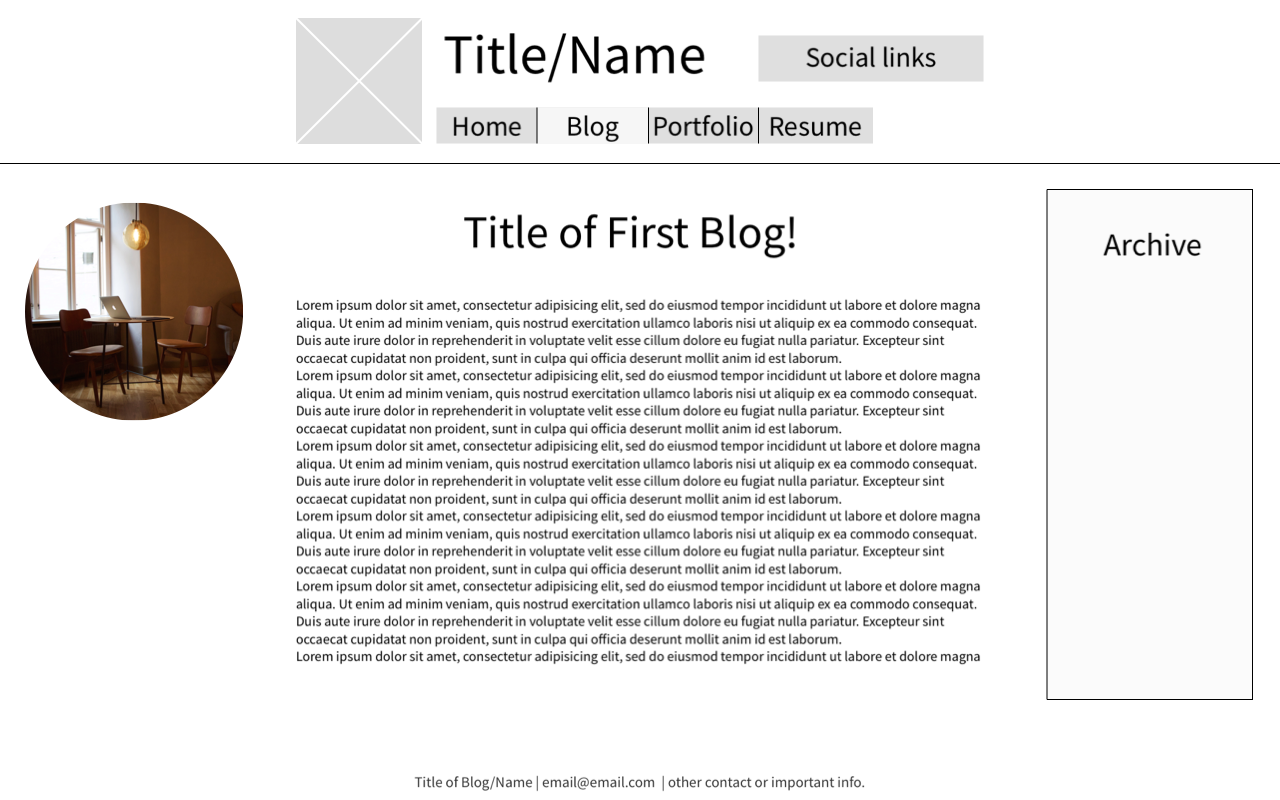 Title/Name
Social links
Home Blog Portfolio Resume
Title of First Blog!
Archive
Lorem ipsum dolor sit amet, consectetur adipisicing elit, sed do eiusmod tempor incididunt ut labore et dolore magna
aliqua. Ut enim ad minim veniam, quis nostrud exercitation ullamco laboris nisi ut aliquip ex ea commodo consequat.
Duis aute irure dolor in reprehenderit in voluptate velit esse cillum dolore eu fugiat nulla pariatur. Excepteur sint
occaecat cupidatat non proident, sunt in culpa qui officia deserunt mollit anim id est laborum.
Lorem ipsum dolor sit amet, consectetur adipisicing elit, sed do eiusmod tempor incididunt ut labore et dolore magna
aliqua. Ut enim ad minim veniam, quis nostrud exercitation ullamco laboris nisi ut aliquip ex ea commodo consequat.
Duis aute irure dolor in reprehenderit in voluptate velit esse cillum dolore eu fugiat nulla pariatur. Excepteur sint
occaecat cupidatat non proident, sunt in culpa qui officia deserunt mollit anim id est laborum.
Lorem ipsum dolor sit amet, consectetur adipisicing elit, sed do eiusmod tempor incididunt ut labore et dolore magna
aliqua. Ut enim ad minim veniam, quis nostrud exercitation ullamco laboris nisi ut aliquip ex ea commodo consequat.
Duis aute irure dolor in reprehenderit in voluptate velit esse cillum dolore eu fugiat nulla pariatur. Excepteur sint
occaecat cupidatat non proident, sunt in culpa qui officia deserunt mollit anim id est laborum.
Lorem ipsum dolor sit amet, consectetur adipisicing elit, sed do eiusmod tempor incididunt ut labore et dolore magna
aliqua. Ut enim ad minim veniam, quis nostrud exercitation ullamco laboris nisi ut aliquip ex ea commodo consequat.
Duis aute irure dolor in reprehenderit in voluptate velit esse cillum dolore eu fugiat nulla pariatur. Excepteur sint
occaecat cupidatat non proident, sunt in culpa qui officia deserunt mollit anim id est laborum.
Lorem ipsum dolor sit amet, consectetur adipisicing elit, sed do eiusmod tempor incididunt ut labore et dolore magna
aliqua. Ut enim ad minim veniam, quis nostrud exercitation ullamco laboris nisi ut aliquip ex ea commodo consequat.
Duis aute irure dolor in reprehenderit in voluptate velit esse cillum dolore eu fugiat nulla pariatur. Excepteur sint
occaecat cupidatat non proident, sunt in culpa qui officia deserunt mollit anim id est laborum.
Lorem ipsum dolor sit amet, consectetur adipisicing elit, sed do eiusmod tempor incididunt ut labore et dolore magna
Title of Blog/Name | email@email.com | other contact or important info.